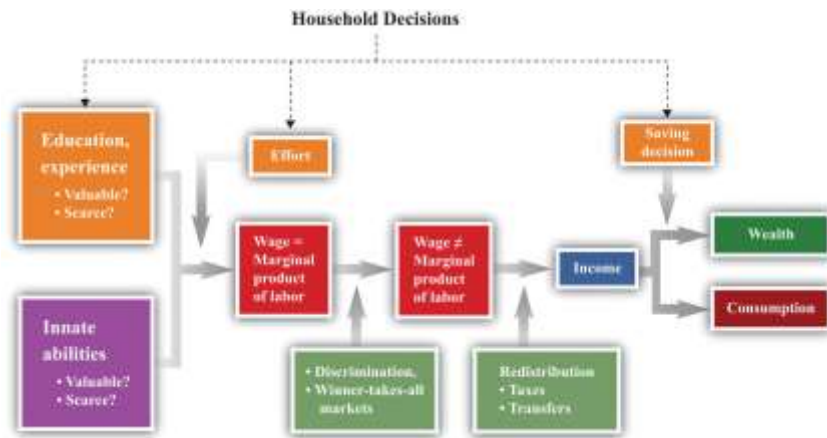 Household Decisions
Education,
experience
• Valuable?
• Scarce?
Effort
Saving
decision
Wage =
Marginal
product
of labor
Wage ≠
Marginal
product
of labor
Income
Wealth
Consumption
Innate
abilities
• Valuable?
• Scarce?
• Discrimination,
• Winner-takes-all
markets
Redistribution
• Taxes
• Transfers